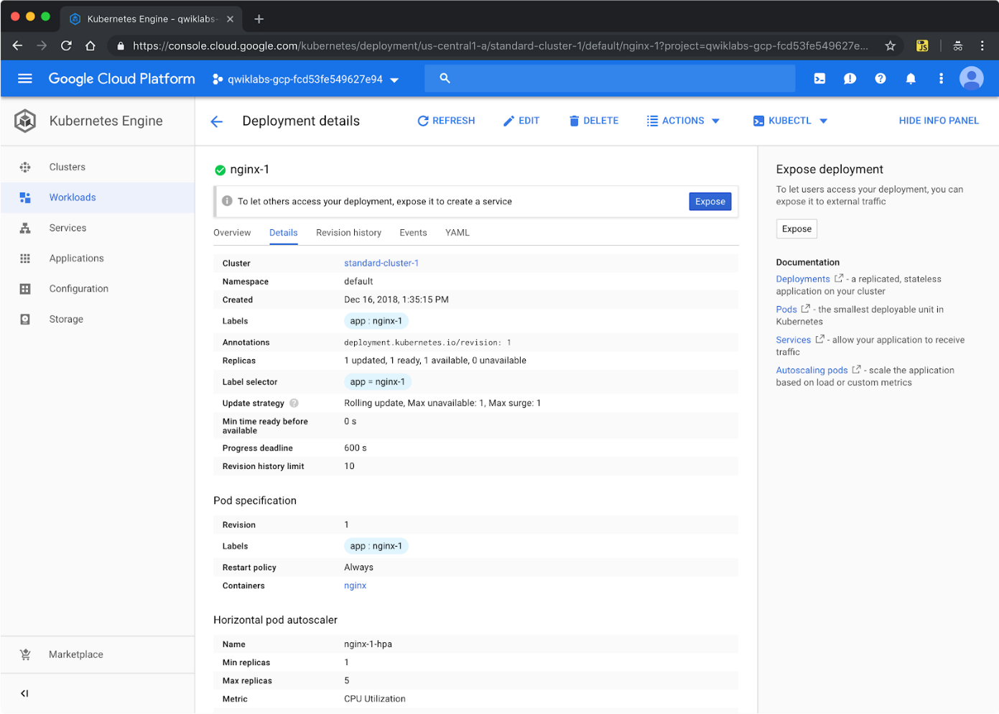 Kubernetes Engine - qwiklabs-
https://console.cloud.google.com/kubernetes/deployment/us-central1-a/standard-cluster-1/default/nginx-1?project=qwiklabs-gcp-fcd53fe549627e...
JS
Google Cloud Platform
qwiklabs-gcp-fcd53fe549627e94
Kubernetes Engine
Deployment details
REFRESH
EDIT
DELETE
ACTIONS
KUBECTL
HIDE INFO PANEL
Clusters
Workloads
Services
Applications
Configuration
Storage
Marketplace
nginx-1
To let others access your deployment, expose it to create a service
Expose
Overview Details Revision history Events YAML
Cluster standard-cluster-1
Namespace default
Created Dec 16, 2018, 1:35:15 PM
Labels app : nginx-1
Annotations deployment.kubernetes.io/revision: 1
Replicas 1 updated, 1 ready, 1 available, 0 unavailable
Label selector app = nginx-1
Update strategy Rolling update, Max unavailable: 1, Max surge: 1
Min time ready before 0 s
available
Progress deadline 600 s
Revision history limit 10
Pod specification
Revision 1
Labels app : nginx-1
Restart policy Always
Containers nginx
Horizontal pod autoscaler
Name nginx-1-hpa
Min replicas 1
Max replicas 5
Metric CPU Utilization
Expose deployment
To let users access your deployment, you can
expose it to external traffic
Expose
Documentation
Deployments - a replicated, stateless
application on your cluster
Pods - the smallest deployable unit in
Kubernetes
Services - allow your application to receive
traffic
Autoscaling pods - scale the application
based on load or custom metrics